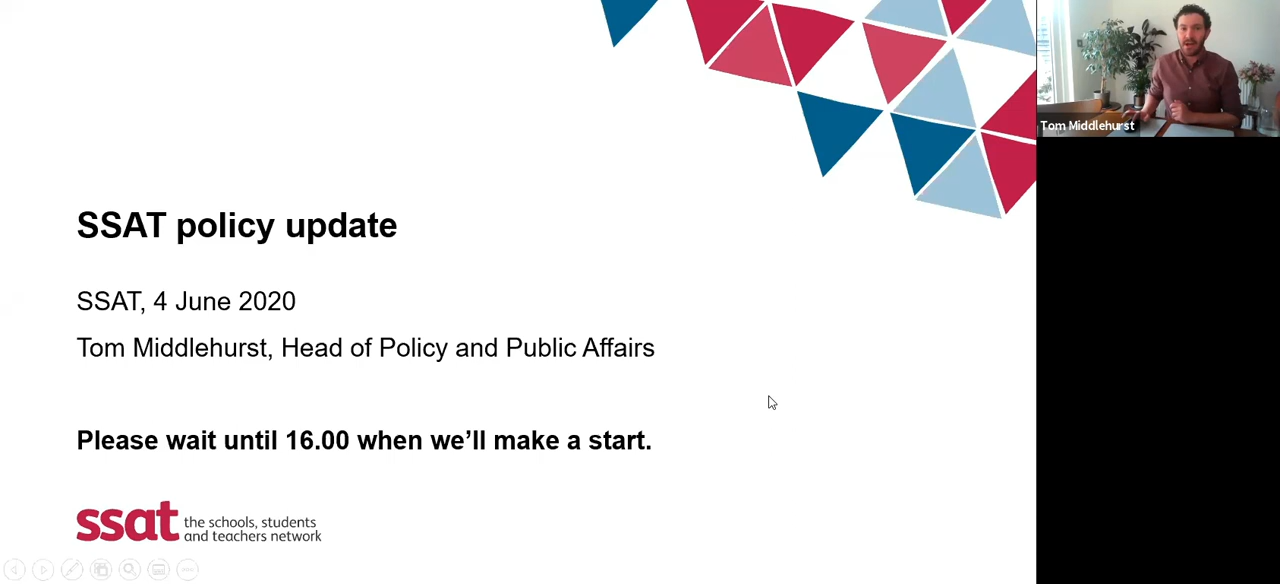 SSAT policy update
SSAT, 4 June 2020
Tom Middlehurst, Head of Policy and Public Affairs
Please wait until 16.00 when we’ll make a start.
ssat the schools, students
and teachers network
Tom Middlehurst